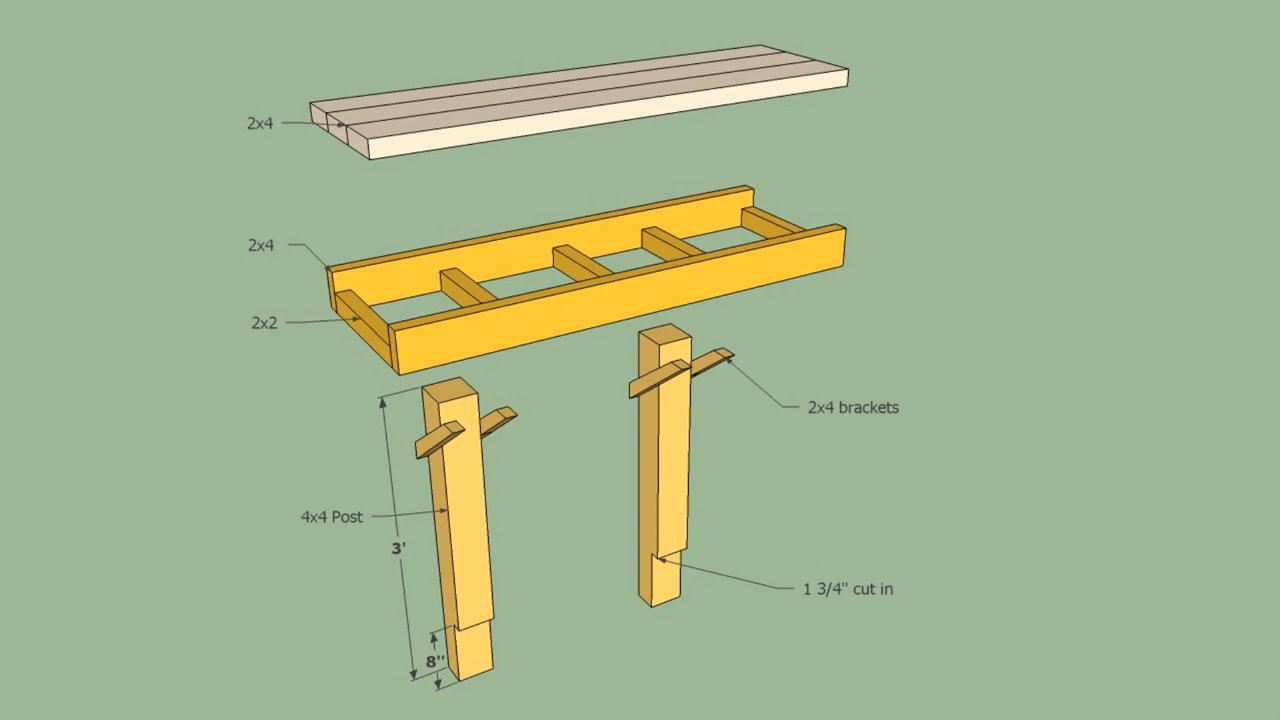 2x4
2x4
2x2
2x4 brackets
4x4 Post
3'
1 3/4" cut in
8"